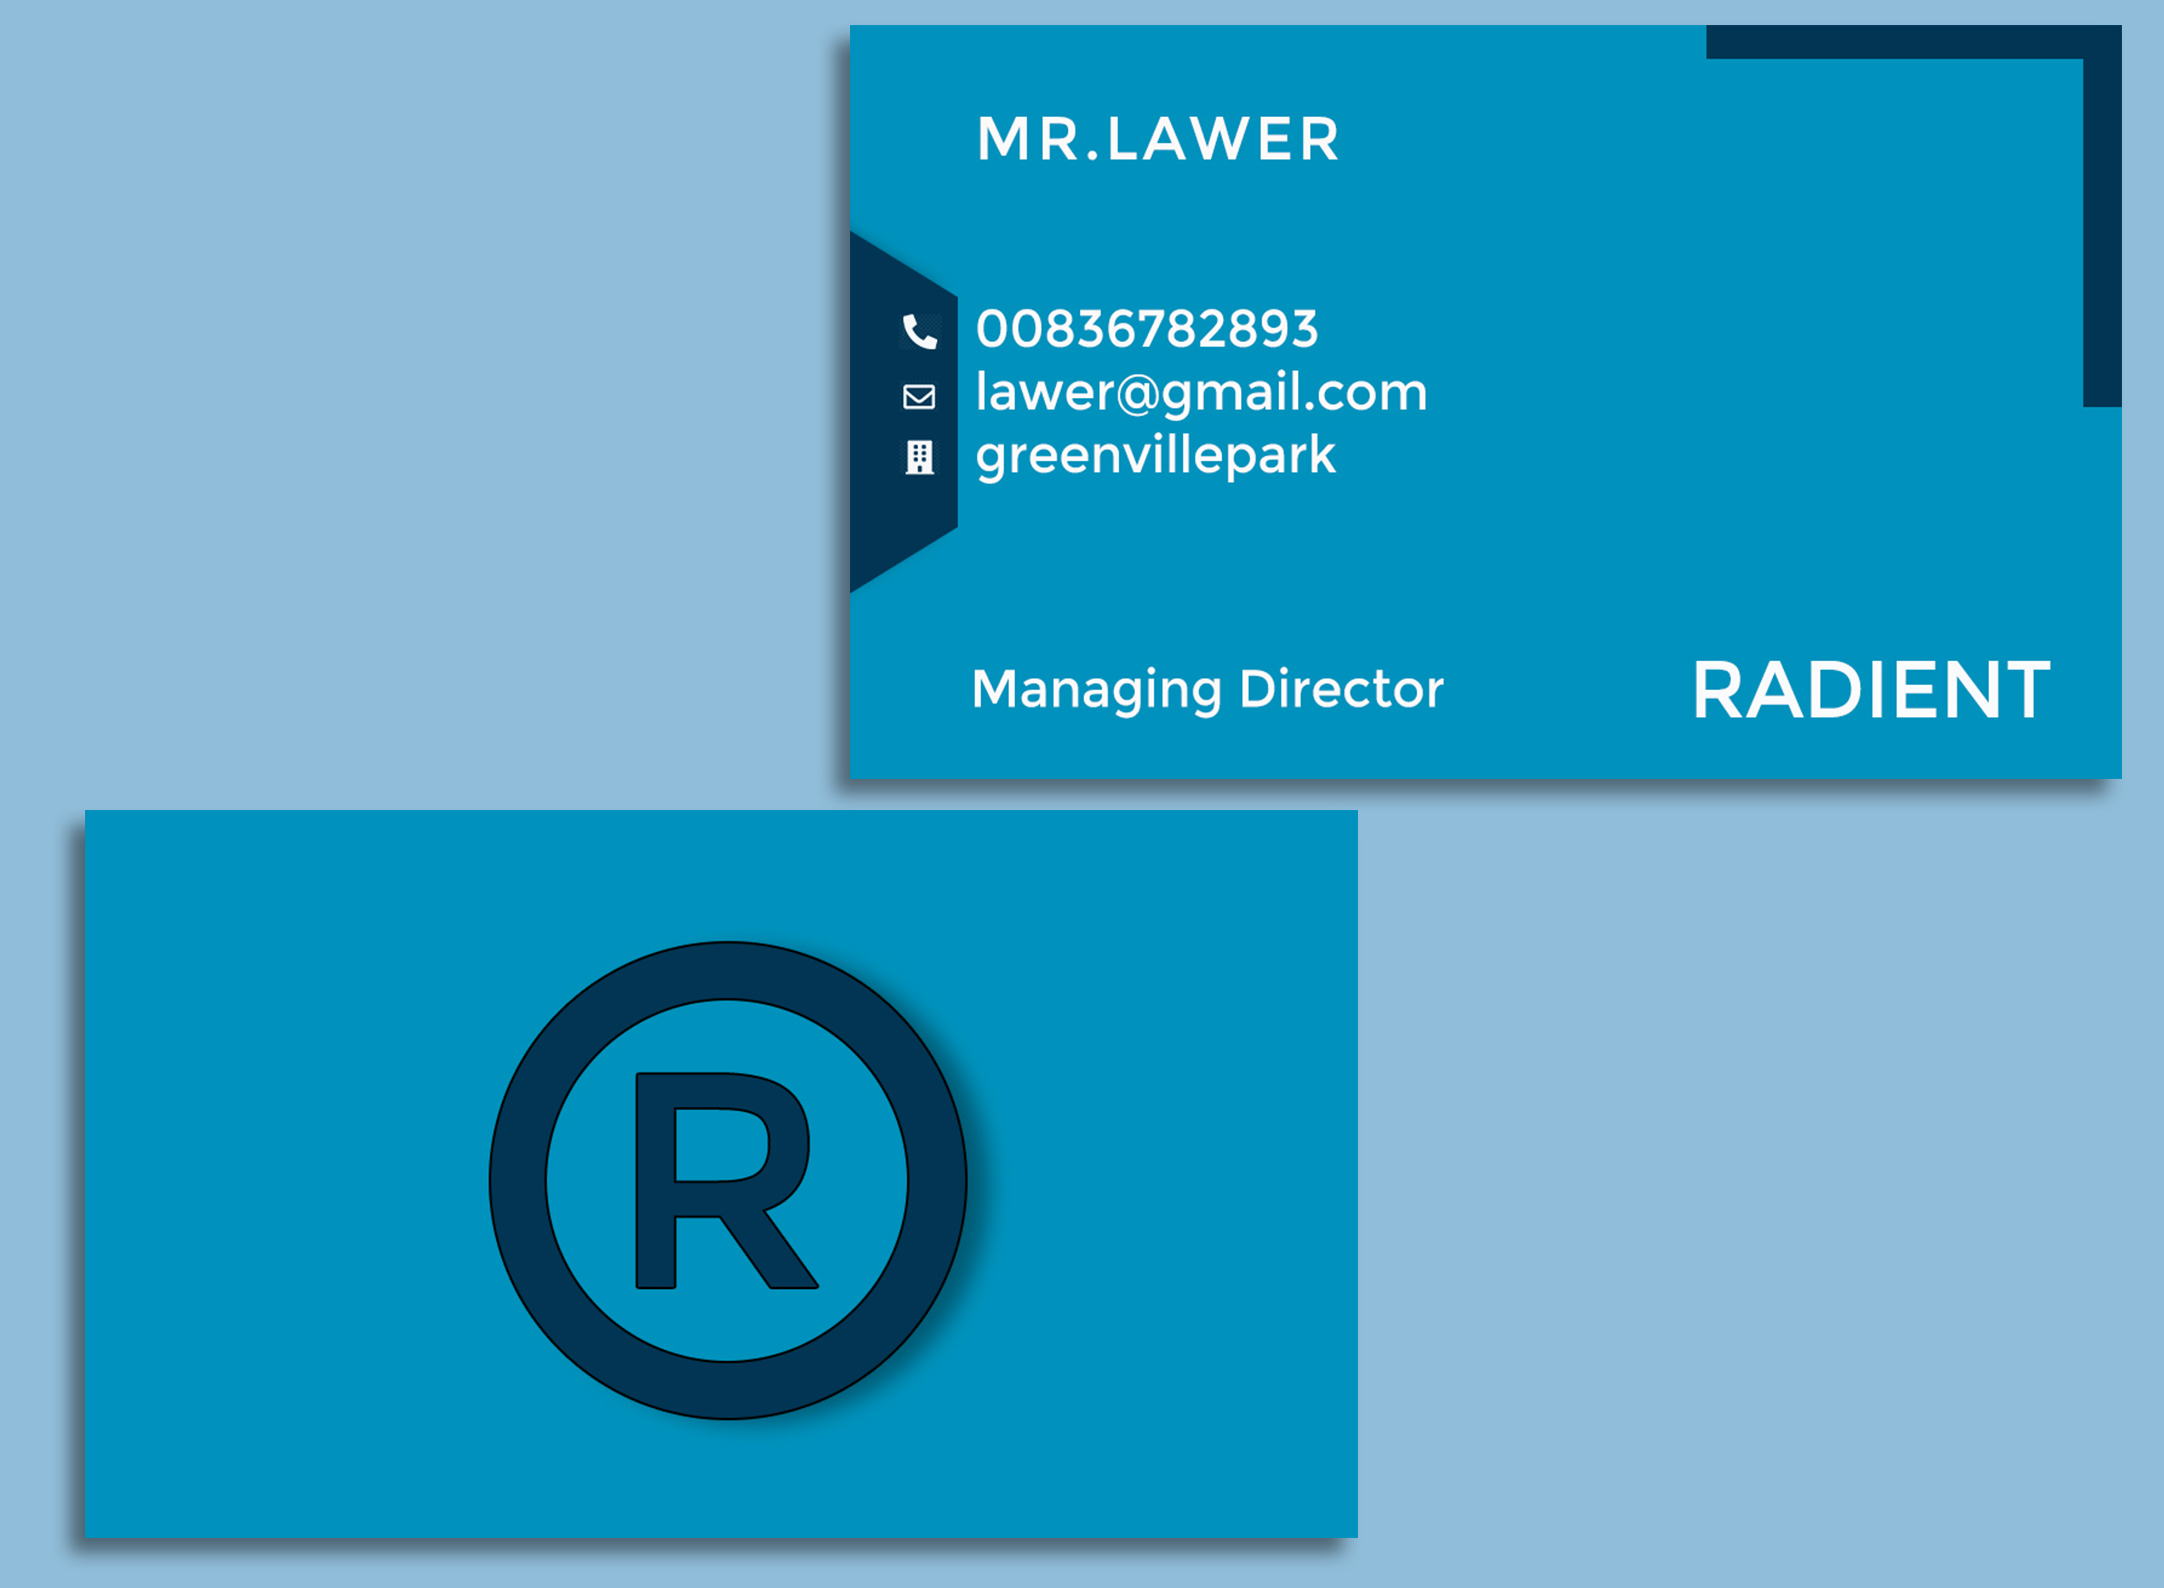 MR.LAWER
00836782893
lawer@gmail.com
greenvillepark
Managing Director
RADIENT
R